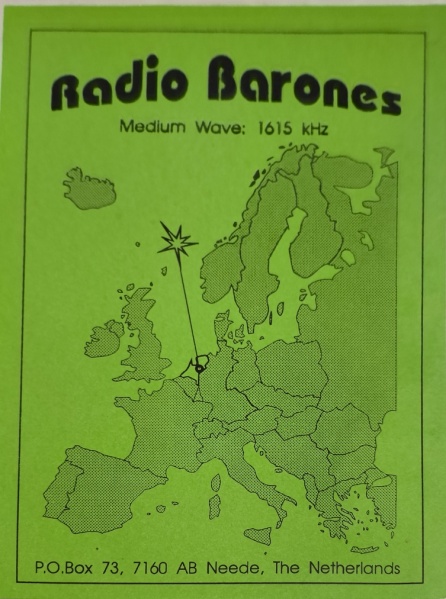 Radio Barones
Medium Wave: 1615 kHz
P.O.Box 73, 7160 AB Neede, The Netherlands